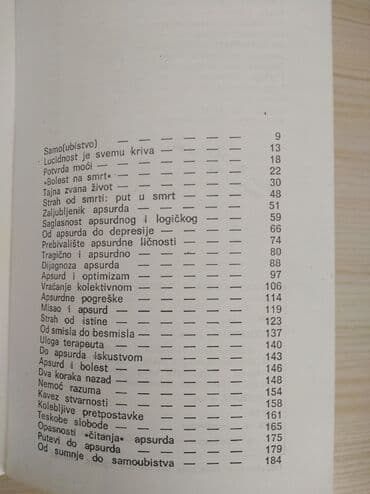 Samo(ubistvo) — — — — — 9
Lucidnost je svemu kriva — — — 13
Potvrda moći — — — — — 18
»Bolest na smrt« — — — — 22
Tajna zvana život — — — — 30
Strah od smrti: put u smrt — — 48
Zaljubljenik apsurda — — — — 51
Saglasnost apsurdnog i logičkog — — 59
Od apsurda do depresije — — — 66
Prebivalište apsurdne ličnosti — — 74
Tragično i apsurdno — — — — 80
Dijagnoza apsurda — — — — 88
Apsurd i optimizam — — — — 97
Vraćanje kolektivnom — — — — 106
Apsurdne pogreške — — — — 114
Misao i apsurd — — — — — 119
Strah od istine — — — — — 123
Od smisla do besmisla — — — — 137
Uloga terapeuta — — — — — 140
Do apsurda iskustvom — — — — 143
Apsurd i bolest — — — — — 146
Dva koraka nazad — — — — — 148
Nemoć razuma — — — — — 154
Kavez stvarnosti — — — — — 158
Kolebljive pretpostavke — — — — 161
Teskobe slobode — — — — — 165
Opasnosti »čitanja« apsurda — — — 175
Putevi do apsurda — — — — — 179
Od sumnje do samoubistva — — — 184